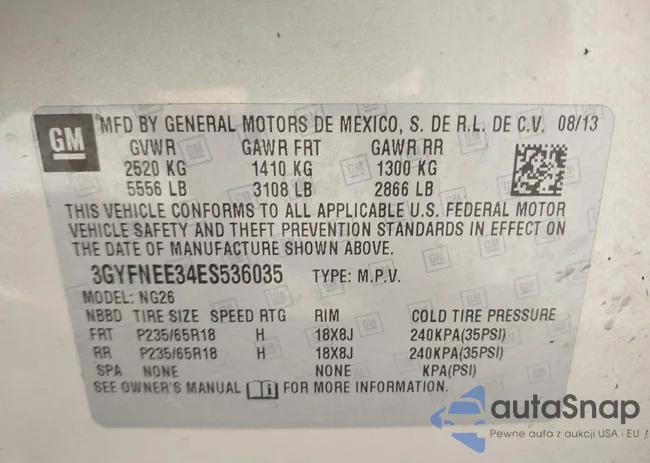 GM MFD BY GENERAL MOTORS DE MEXICO, S. DE R.L. DE C.V. 08/13
GVWR GAWR FRT GAWR RR
2520 KG 1410 KG 1300 KG
5556 LB 3108 LB 2866 LB
THIS VEHICLE CONFORMS TO ALL APPLICABLE U.S. FEDERAL MOTOR
VEHICLE SAFETY AND THEFT PREVENTION STANDARDS IN EFFECT ON
THE DATE OF MANUFACTURE SHOWN ABOVE.
3GYFNEE34ES536035 TYPE: M.P.V.
MODEL: NG26
NBBD TIRE SIZE SPEED RTG RIM COLD TIRE PRESSURE
FRT P235/65R18 H 18X8J 240KPA(35PSI)
RR P235/65R18 H 18X8J 240KPA(35PSI)
SPA NONE NONE KPA(PSI)
SEE OWNER'S MANUAL FOR MORE INFORMATION.
autaSnap
Pewne auta z aukcji USA i EU !